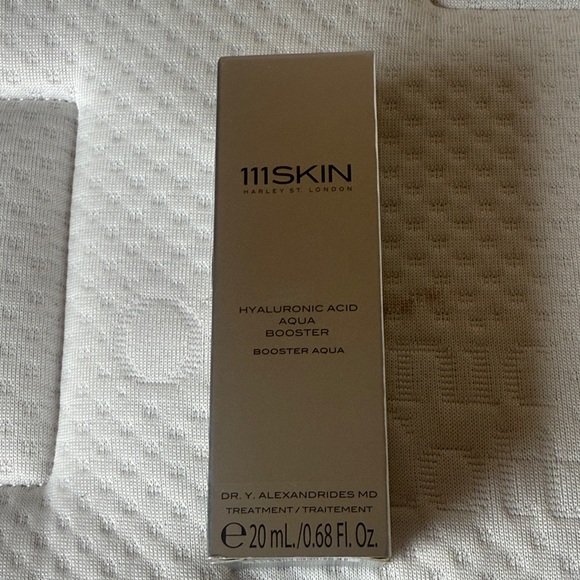 111SKIN
HARLEY ST. LONDON
HYALURONIC ACID
AQUA
BOOSTER
BOOSTER AQUA
DR. Y. ALEXANDRIDES MD
TREATMENT / TRAITEMENT
℮ 20 mL./0.68 Fl. Oz.